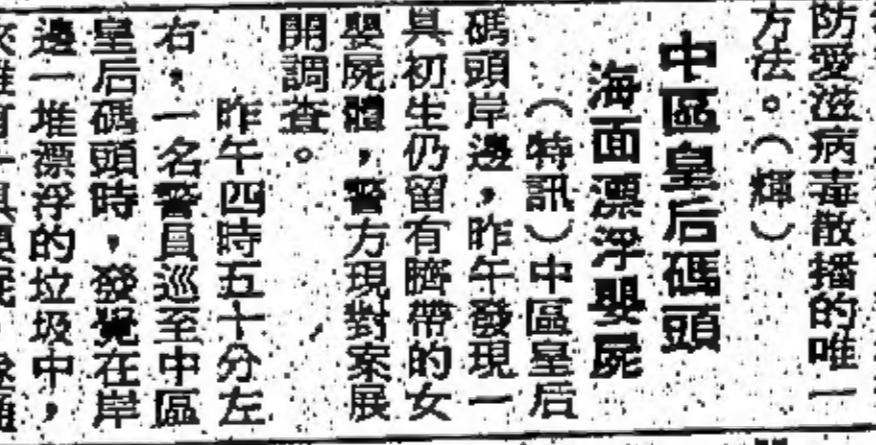 防愛滋病毒散播的唯一
方法。（輝）
中區皇后碼頭
海面漂浮嬰屍
（特訊）中區皇后
碼頭岸邊，昨午發現一
具初生仍留有臍帶的女
嬰屍體，警方現對案展
開調查。
昨午四時五十分左
右，一名警員巡至中區
皇后碼頭時，發覺在岸
邊一堆漂浮的垃圾中，